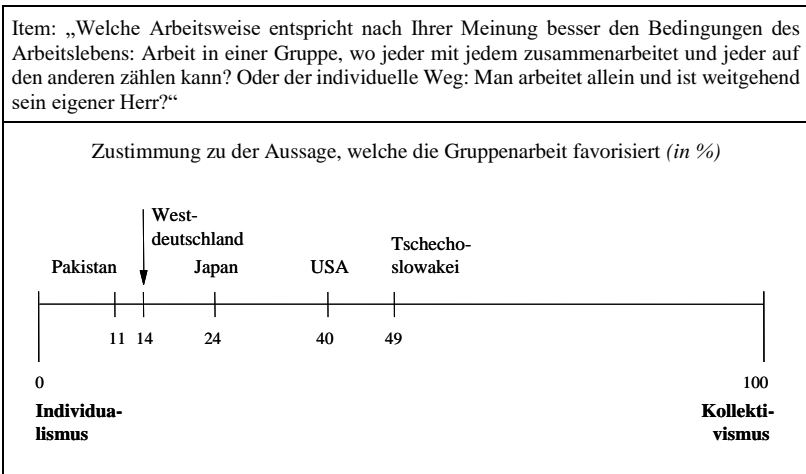 Item: „Welche Arbeitsweise entspricht nach Ihrer Meinung besser den Bedingungen des
Arbeitslebens: Arbeit in einer Gruppe, wo jeder mit jedem zusammenarbeitet und jeder auf
den anderen zählen kann? Oder der individuelle Weg: Man arbeitet allein und ist weitgehend
sein eigener Herr?“
Zustimmung zu der Aussage, welche die Gruppenarbeit favorisiert (in %)
West-
deutschland
Tschecho-
slowakei
Pakistan Japan USA
11 14 24 40 49
0 100
Individua-
lismus
Kollekti-
vismus